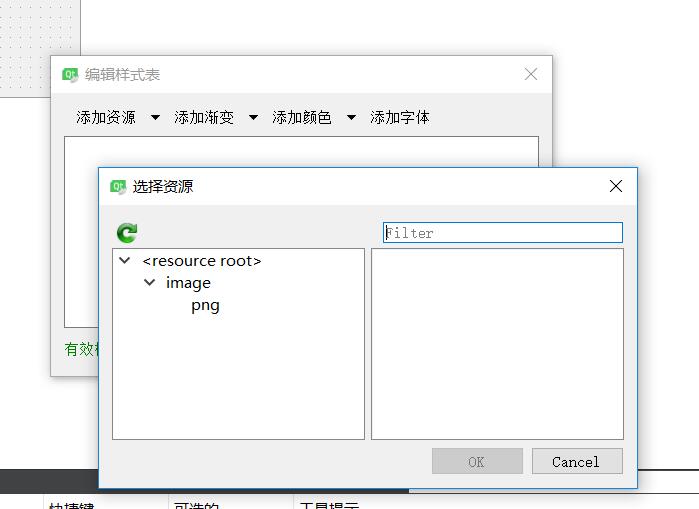 编辑样式表
添加资源 添加渐变 添加颜色 添加字体
选择资源
Filter
<resource root>
image
png
有效
OK Cancel
快捷键 可选的 工具提示